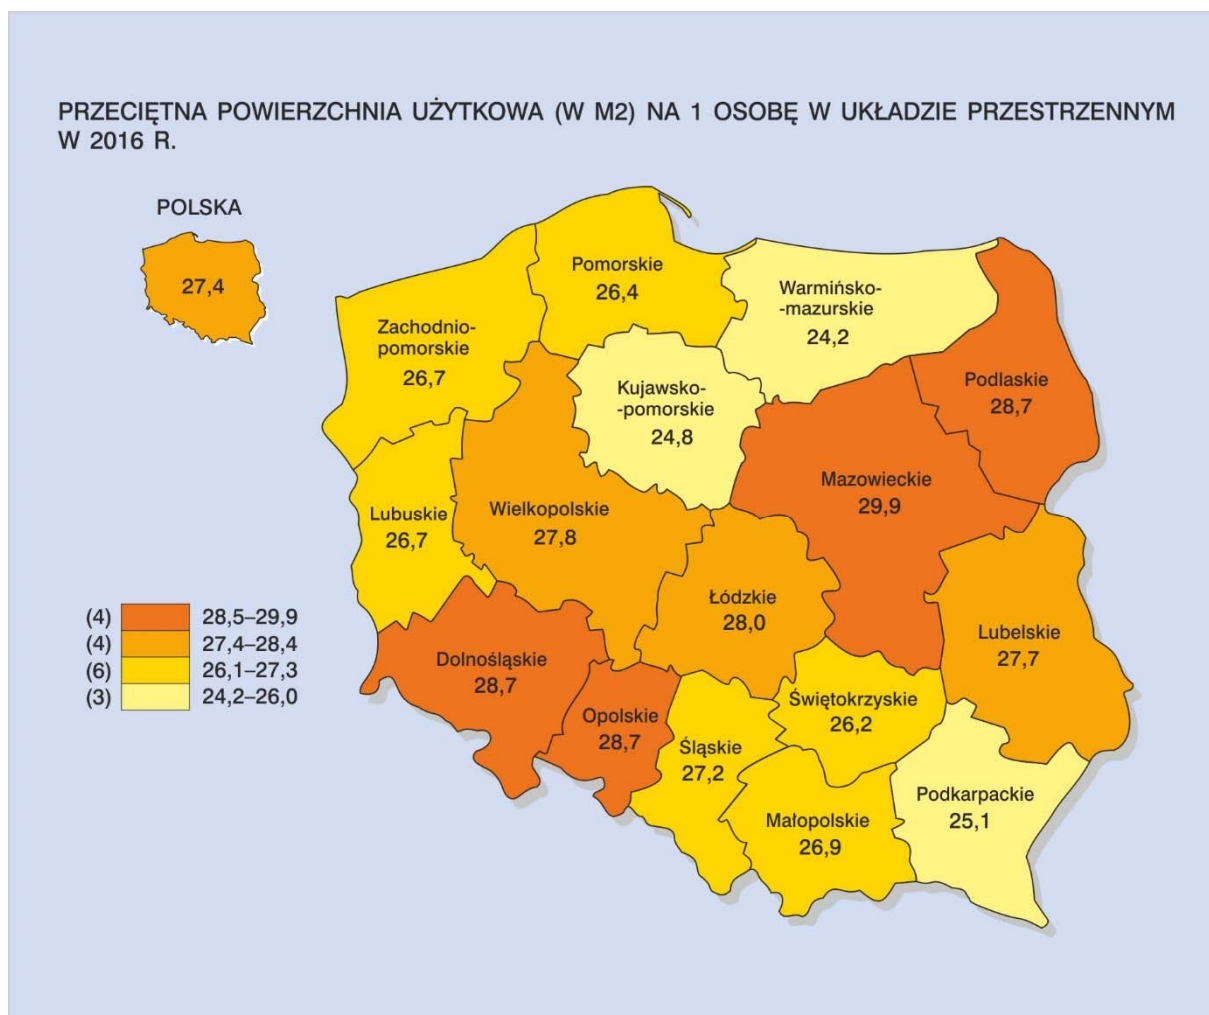 PRZECIĘTNA POWIERZCHNIA UŻYTKOWA (W M2) NA 1 OSOBĘ W UKŁADZIE PRZESTRZENNYM
W 2016 R.
POLSKA
27,4
Pomorskie
26,4
Warmińsko-
-mazurskie
24,2
Zachodnio-
pomorskie
26,7
Kujawsko-
-pomorskie
24,8
Podlaskie
28,7
Mazowieckie
29,9
Lubuskie
26,7
Wielkopolskie
27,8
Łódzkie
28,0
Lubelskie
27,7
Dolnośląskie
28,7
Opolskie
28,7
Śląskie
27,2
Świętokrzyskie
26,2
Małopolskie
26,9
Podkarpackie
25,1
(4) 28,5–29,9
(4) 27,4–28,4
(6) 26,1–27,3
(3) 24,2–26,0